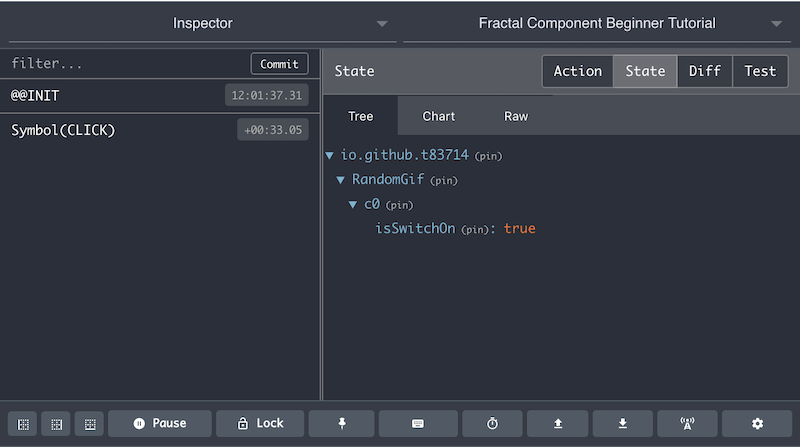 Inspector
Fractal Component Beginner Tutorial
filter...
Commit
@@INIT
12:01:37.31
Symbol(CLICK)
+00:33.05
State
Action
State
Diff
Test
Tree
Chart
Raw
io.github.t83714 (pin)
RandomGif (pin)
c0 (pin)
isSwitchOn (pin): true
Pause
Lock